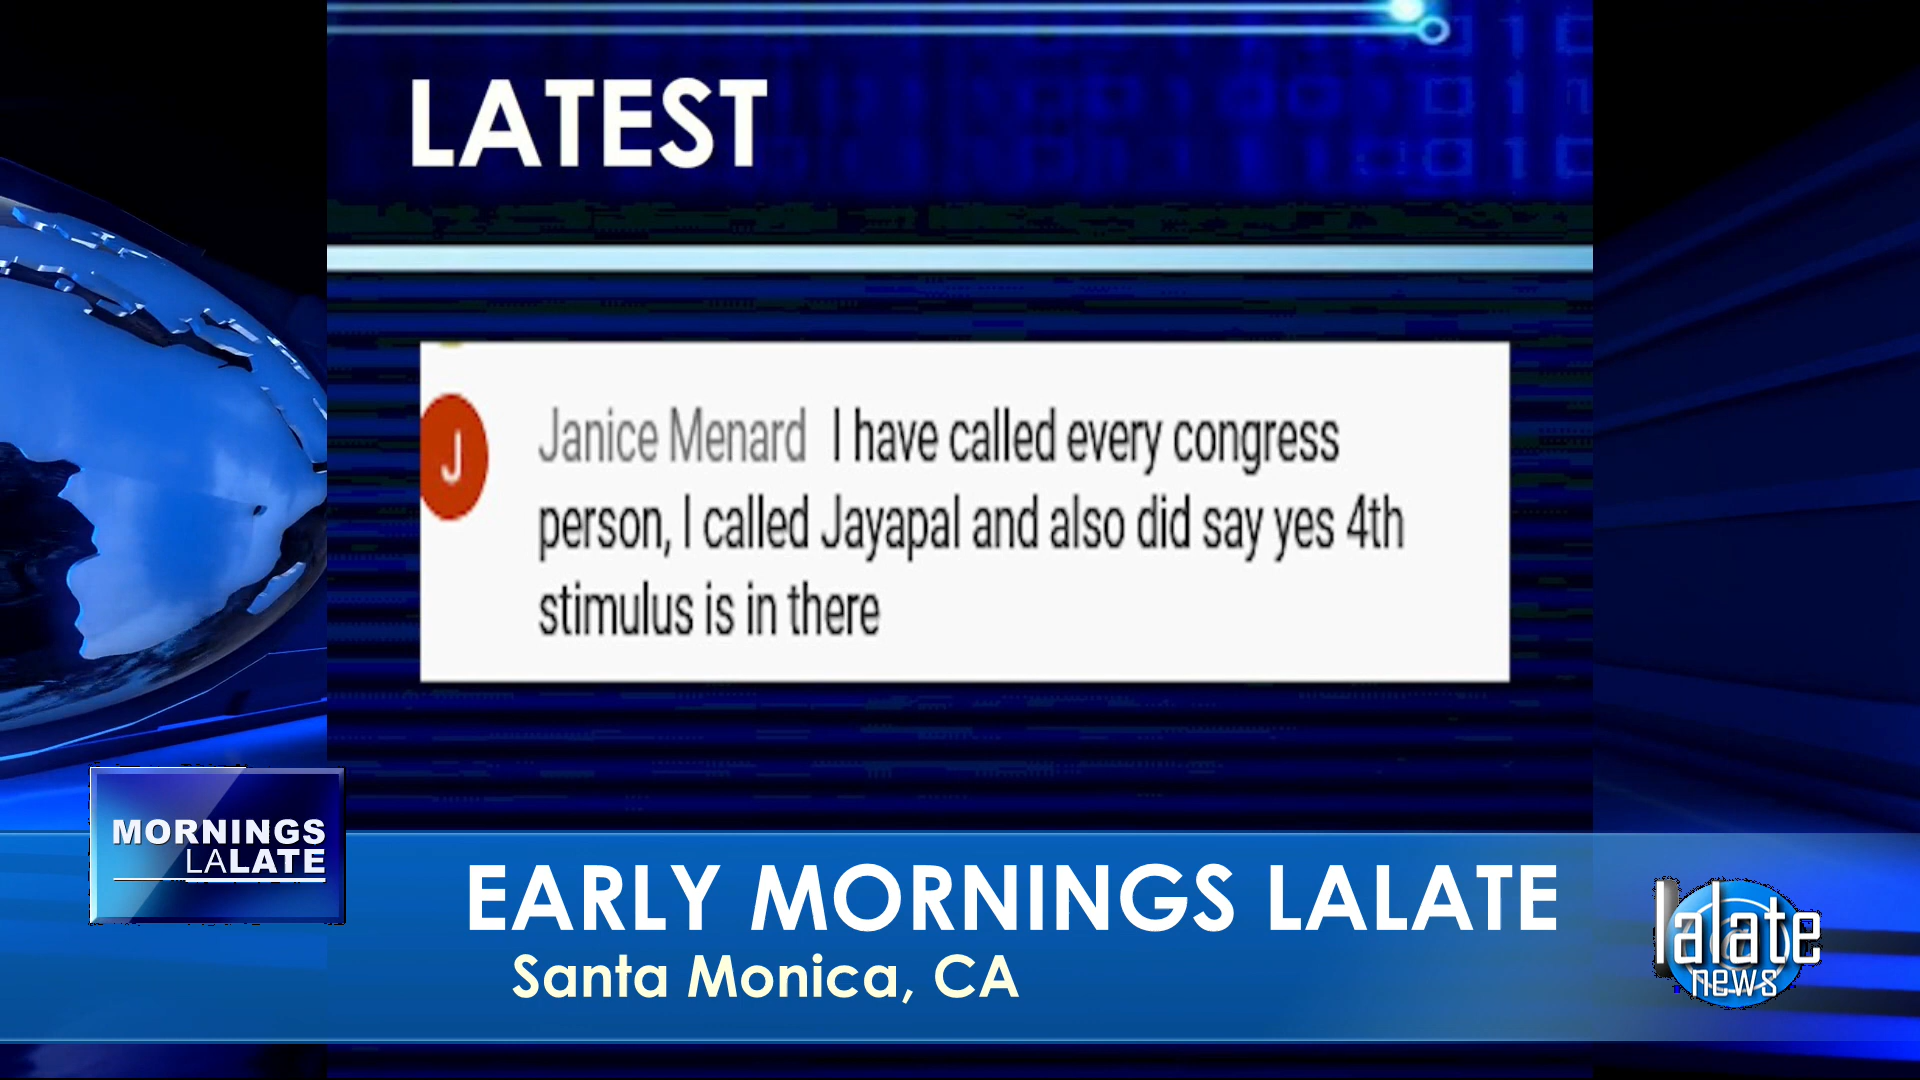 LATEST
J
Janice Menard I have called every congress
person, I called Jayapal and also did say yes 4th
stimulus is in there
MORNINGS
LALATE
EARLY MORNINGS LALATE
Santa Monica, CA
lalate
news